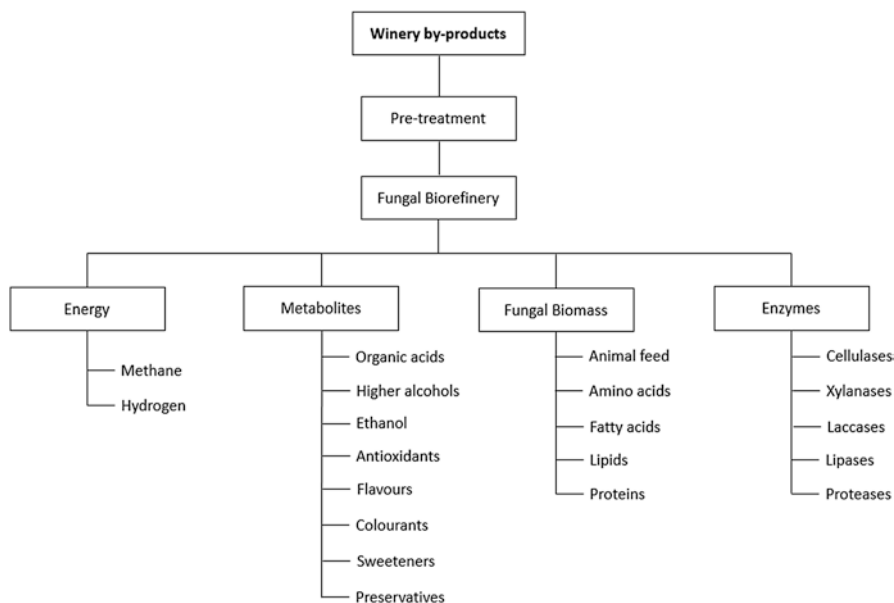 Winery by-products
Pre-treatment
Fungal Biorefinery
Energy
Methane
Hydrogen
Metabolites
Organic acids
Higher alcohols
Ethanol
Antioxidants
Flavours
Colourants
Sweeteners
Preservatives
Fungal Biomass
Animal feed
Amino acids
Fatty acids
Lipids
Proteins
Enzymes
Cellulases
Xylanases
Laccases
Lipases
Proteases